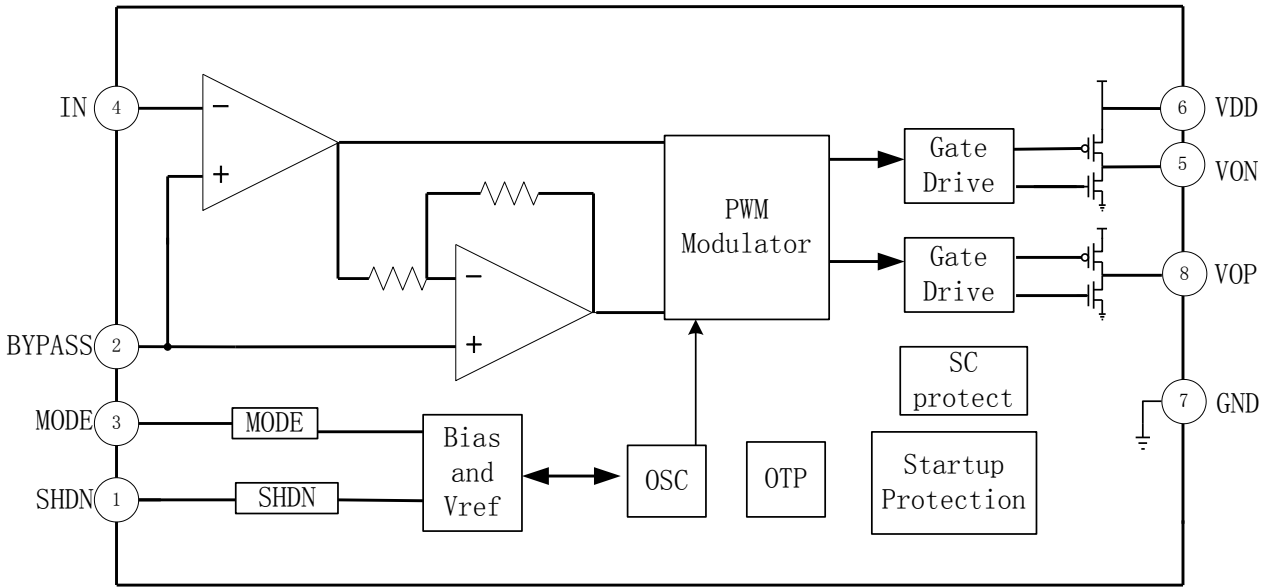 IN
4
−
+
BYPASS
2
−
+
MODE
3
MODE
SHDN
1
SHDN
Bias
and
Vref
OSC
OTP
PWM
Modulator
Gate
Drive
Gate
Drive
SC
protect
Startup
Protection
6
VDD
5
VON
8
VOP
7
GND